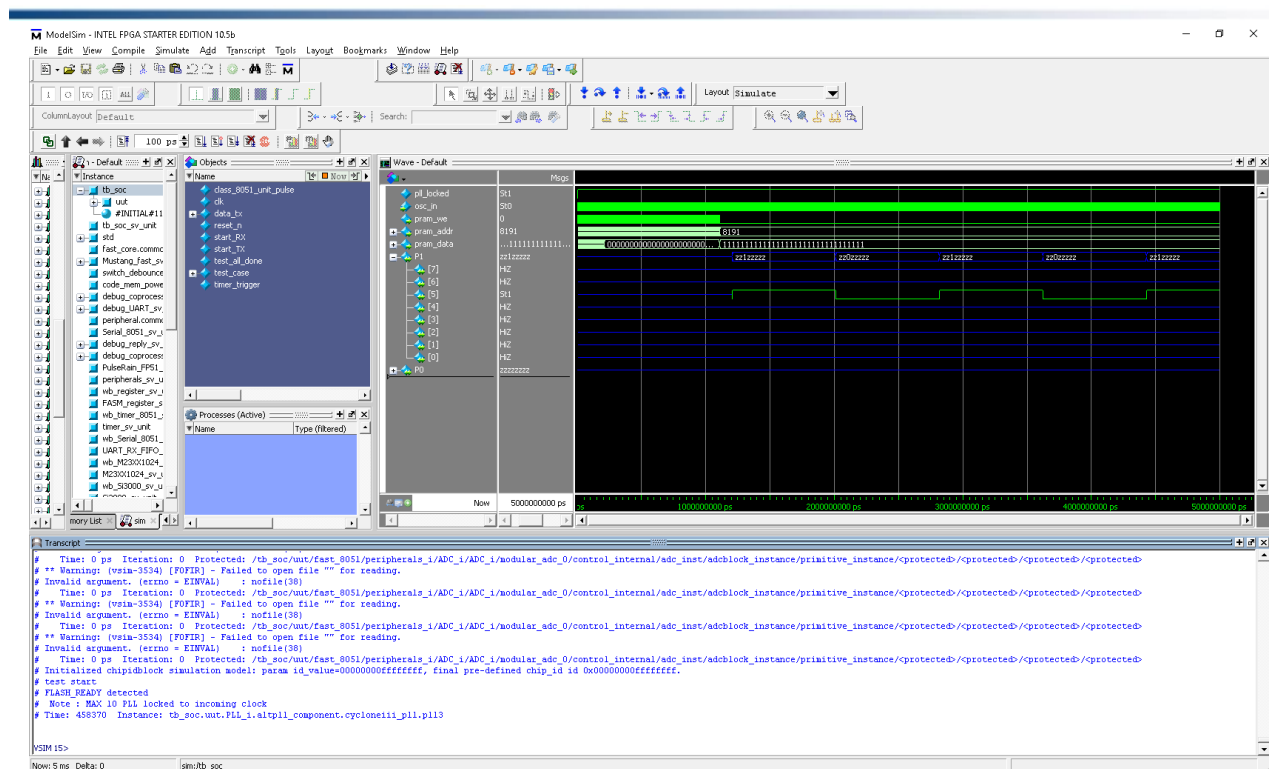 ModelSim - INTEL FPGA STARTER EDITION 10.5b
File Edit View Compile Simulate Add Transcript Tools Layout Bookmarks Window Help
Layout Simulate
ColumnLayout Default
Search:
100 ps
Default
Instance
tb_soc
uut
#INITIAL#11
tb_soc_sv_unit
std
fast_core.commc
Mustang_fast_sv
switch_debounce
code_mem_powe
debug_coprocess
debug_UART_sv_
peripheral.commc
Serial_8051_sv_u
debug_reply_sv_
debug_coprocess
PulseRain_FP51_
peripherals_sv_u
wb_register_sv_u
FASM_register_s
wb_timer_8051_s
timer_sv_unit
wb_Serial_8051_
UART_RX_FIFO_
wb_M23XX1024_
M23XX1024_sv_u
wb_Si3000_sv_u
mory List
sim
Objects
Name
Now
class_8051_unit_pulse
clk
data_tx
reset_n
start_RX
start_TX
test_all_done
test_case
timer_trigger
Processes (Active)
Name Type (filtered)
Wave - Default
Msgs
pll_locked St1
osc_in St0
pram_we 0
pram_addr 8191 8191
pram_data ...111111111111... 
P1 zz1zzzzz zz1zzzzz zz0zzzzz zz1zzzzz zz0zzzzz zz1zzzzz
[7] HiZ
[6] HiZ
[5] St1
[4] HiZ
[3] HiZ
[2] HiZ
[1] HiZ
[0] HiZ
P0 zzzzzzzz
Now 5000000000 ps ps 1000000000 ps 2000000000 ps 3000000000 ps 4000000000 ps 5000000000 ps
Transcript
# Time: 0 ps Iteration: 0 Protected: /tb_soc/uut/fast_8051/peripherals_i/ADC_i/ADC_i/modular_adc_0/control_internal/adc_inst/adcblock_instance/primitive_instance/<protected>/<protected>/<protected>/<protected>
# ** Warning: (vsim-3534) [FOFIR] - Failed to open file "" for reading.
# Invalid argument. (errno = EINVAL) : nofile(38)
# Time: 0 ps Iteration: 0 Protected: /tb_soc/uut/fast_8051/peripherals_i/ADC_i/ADC_i/modular_adc_0/control_internal/adc_inst/adcblock_instance/primitive_instance/<protected>/<protected>/<protected>/<protected>
# ** Warning: (vsim-3534) [FOFIR] - Failed to open file "" for reading.
# Invalid argument. (errno = EINVAL) : nofile(38)
# Time: 0 ps Iteration: 0 Protected: /tb_soc/uut/fast_8051/peripherals_i/ADC_i/ADC_i/modular_adc_0/control_internal/adc_inst/adcblock_instance/primitive_instance/<protected>/<protected>/<protected>/<protected>
# ** Warning: (vsim-3534) [FOFIR] - Failed to open file "" for reading.
# Invalid argument. (errno = EINVAL) : nofile(38)
# Time: 0 ps Iteration: 0 Protected: /tb_soc/uut/fast_8051/peripherals_i/ADC_i/ADC_i/modular_adc_0/control_internal/adc_inst/adcblock_instance/primitive_instance/<protected>/<protected>/<protected>/<protected>
# Initialized chipidblock simulation model: param id_value=00000000ffffffff, final pre-defined chip_id id 0x00000000ffffffff.
# test start
# FLASH_READY detected
# Note : MAX 10 PLL locked to incoming clock
# Time: 458370 Instance: tb_soc.uut.PLL_i.altpll_component.cycloneiii_pll.pll3
VSIM 15>
Now: 5 ms Delta: 0 sim:/tb_soc